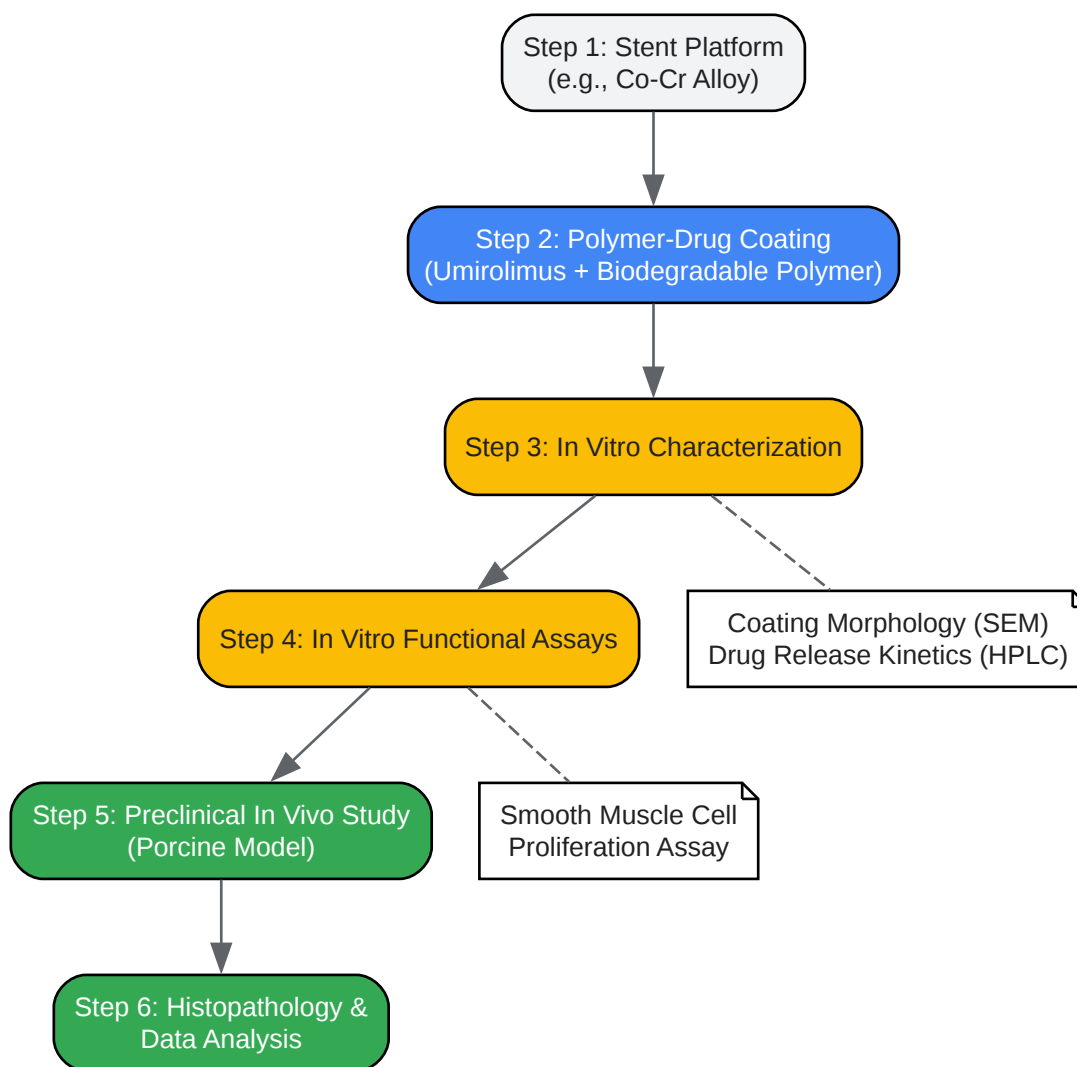 Step 1: Stent Platform
(e.g., Co-Cr Alloy)
Step 2: Polymer-Drug Coating
(Umirolimus + Biodegradable Polymer)
Step 3: In Vitro Characterization
Step 4: In Vitro Functional Assays
Coating Morphology (SEM)
Drug Release Kinetics (HPLC)
Step 5: Preclinical In Vivo Study
(Porcine Model)
Smooth Muscle Cell
Proliferation Assay
Step 6: Histopathology &
Data Analysis